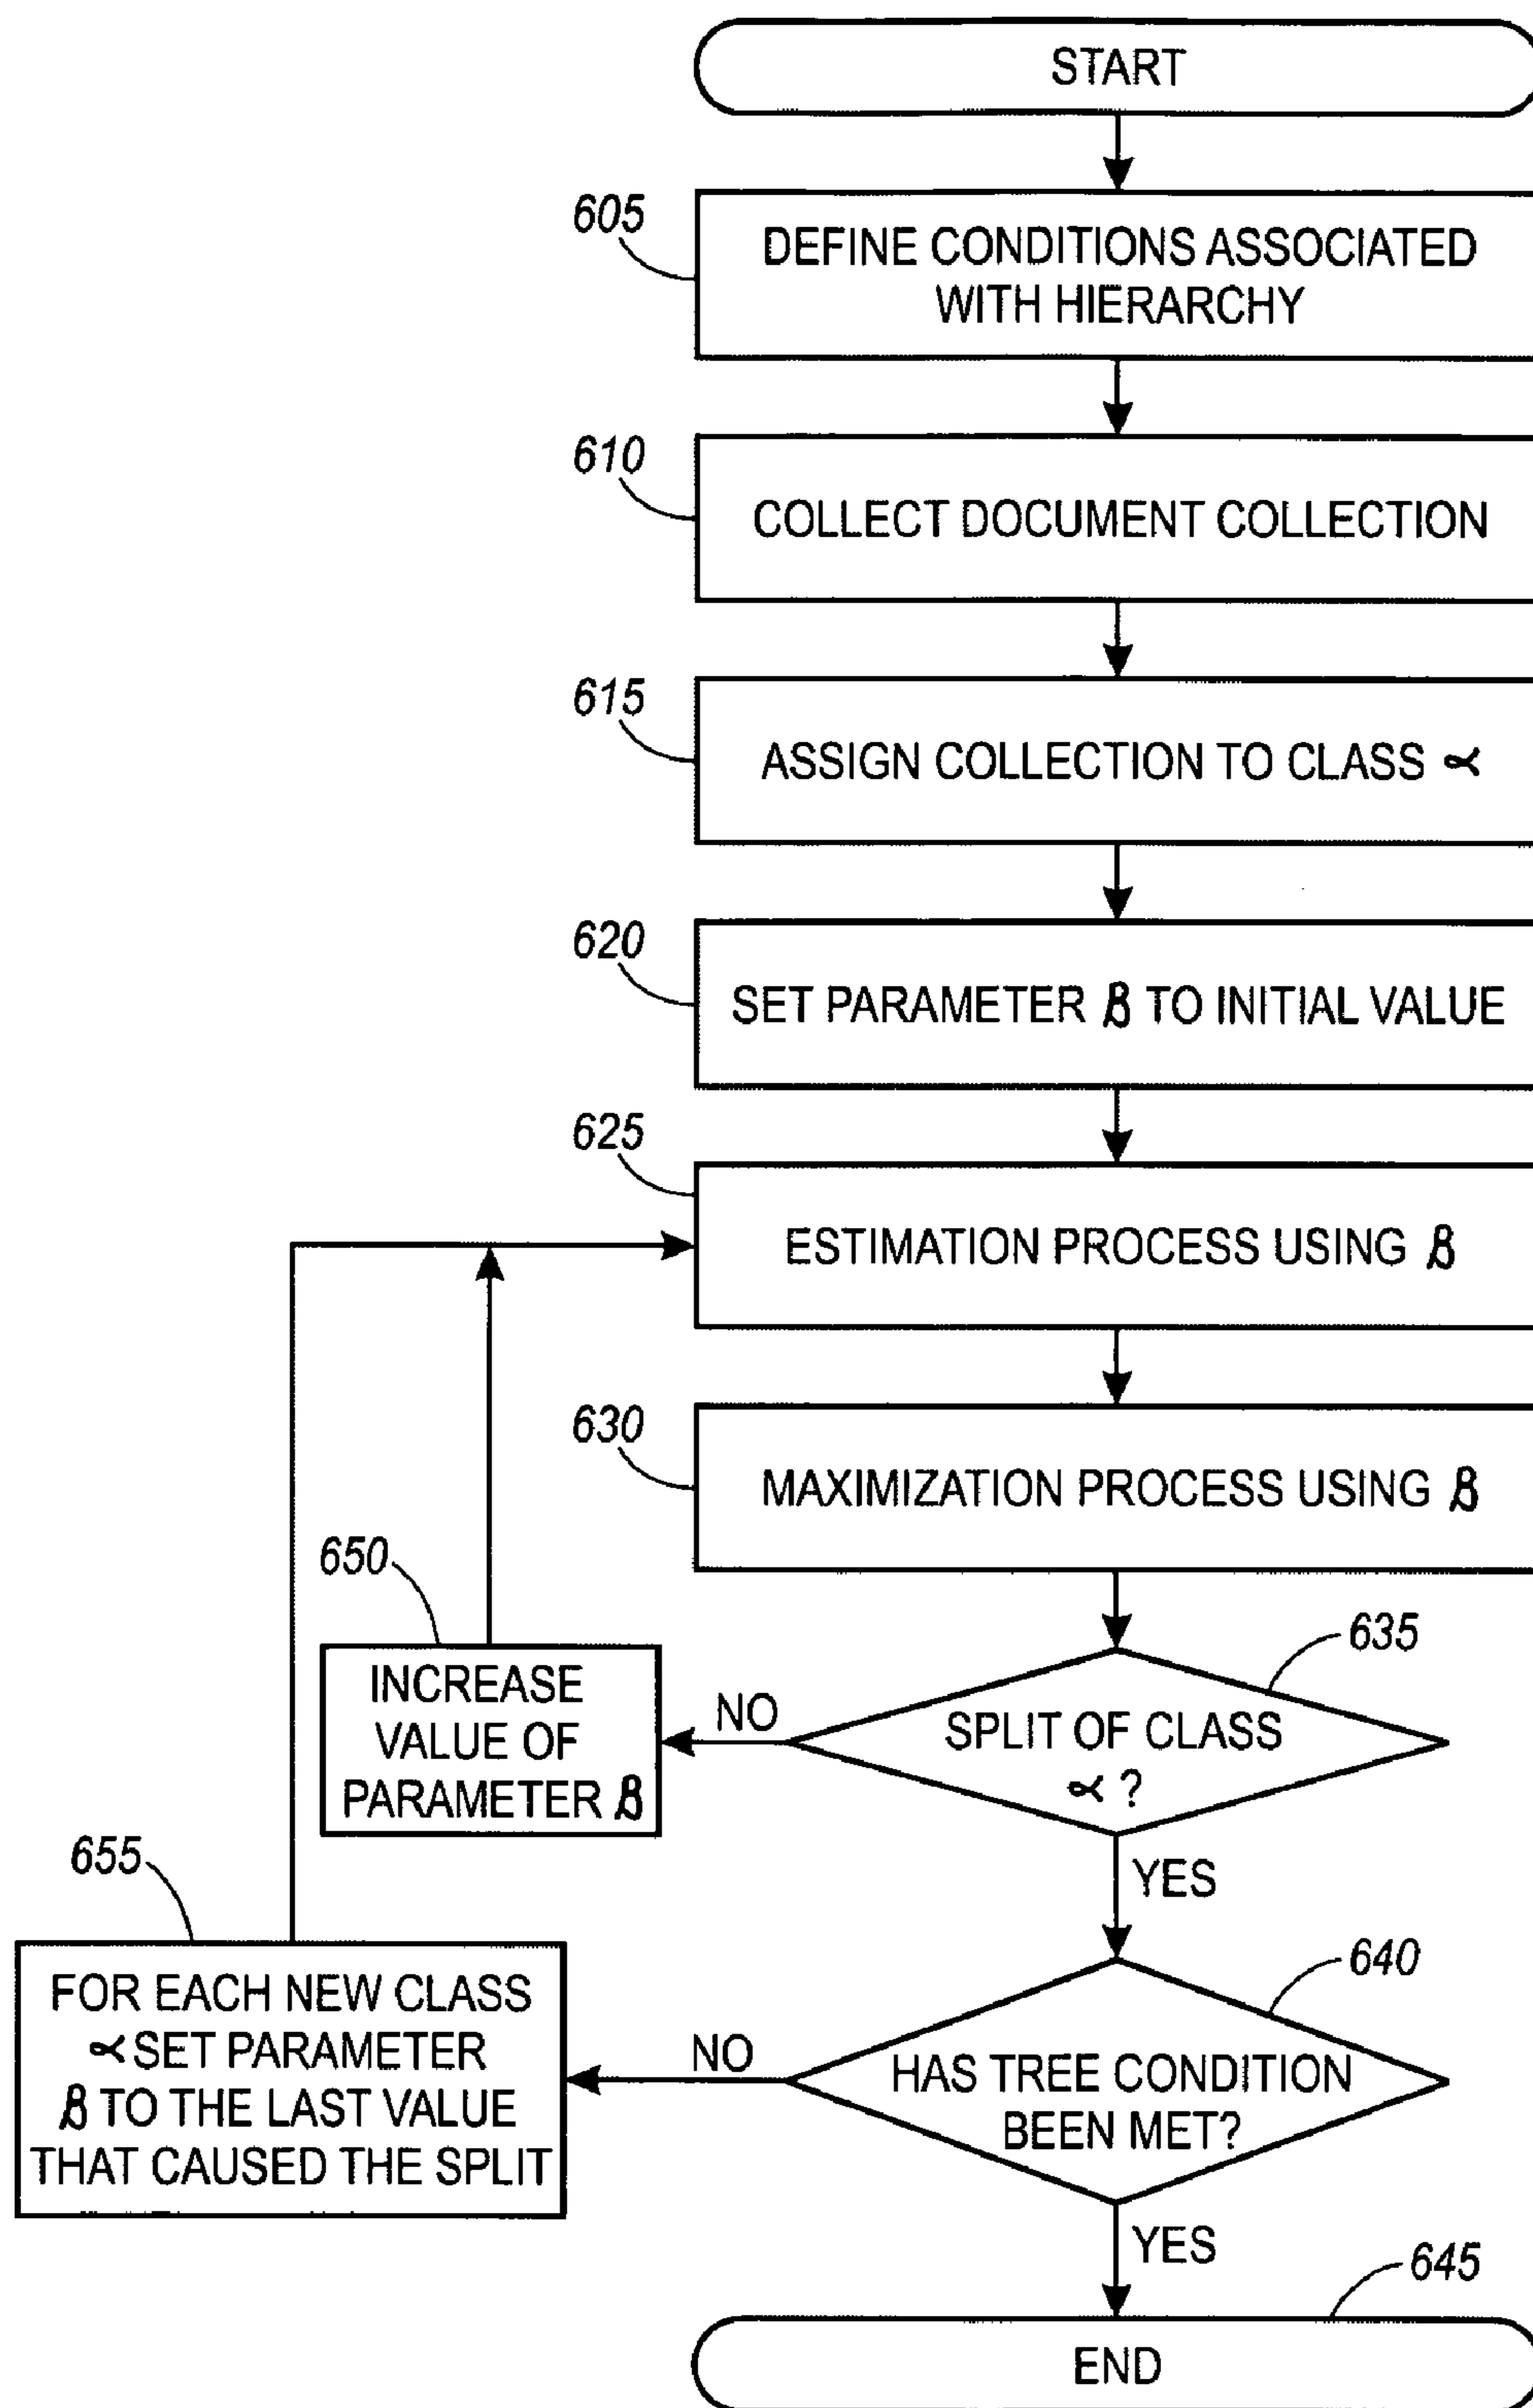 START
605
DEFINE CONDITIONS ASSOCIATED
WITH HIERARCHY
610
COLLECT DOCUMENT COLLECTION
615
ASSIGN COLLECTION TO CLASS α
620
SET PARAMETER β TO INITIAL VALUE
625
ESTIMATION PROCESS USING β
630
MAXIMIZATION PROCESS USING β
650
INCREASE
VALUE OF
PARAMETER β
NO
635
SPLIT OF CLASS
α ?
YES
655
FOR EACH NEW CLASS
α SET PARAMETER
β TO THE LAST VALUE
THAT CAUSED THE SPLIT
NO
640
HAS TREE CONDITION
BEEN MET?
YES
645
END